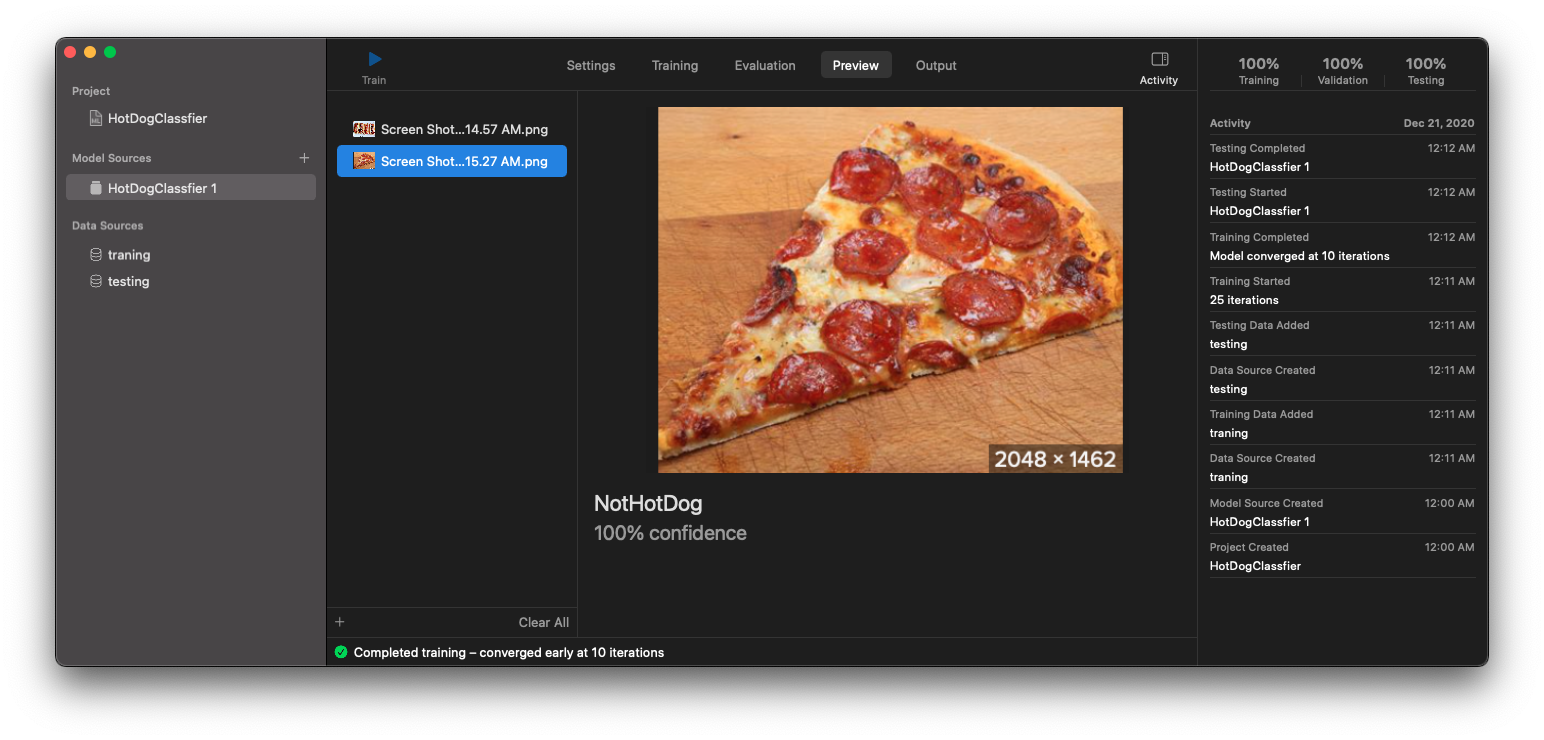 Project
HotDogClassfier
Model Sources
HotDogClassfier 1
Data Sources
traning
testing
Train
Settings Training Evaluation Preview Output
Activity
Screen Shot...14.57 AM.png
Screen Shot...15.27 AM.png
2048 × 1462
NotHotDog
100% confidence
+ Clear All
Completed training – converged early at 10 iterations
100% 100% 100%
Training Validation Testing
Activity Dec 21, 2020
Testing Completed 12:12 AM
HotDogClassfier 1
Testing Started 12:12 AM
HotDogClassfier 1
Training Completed 12:12 AM
Model converged at 10 iterations
Training Started 12:11 AM
25 iterations
Testing Data Added 12:11 AM
testing
Data Source Created 12:11 AM
testing
Training Data Added 12:11 AM
traning
Data Source Created 12:11 AM
traning
Model Source Created 12:00 AM
HotDogClassfier 1
Project Created 12:00 AM
HotDogClassfier